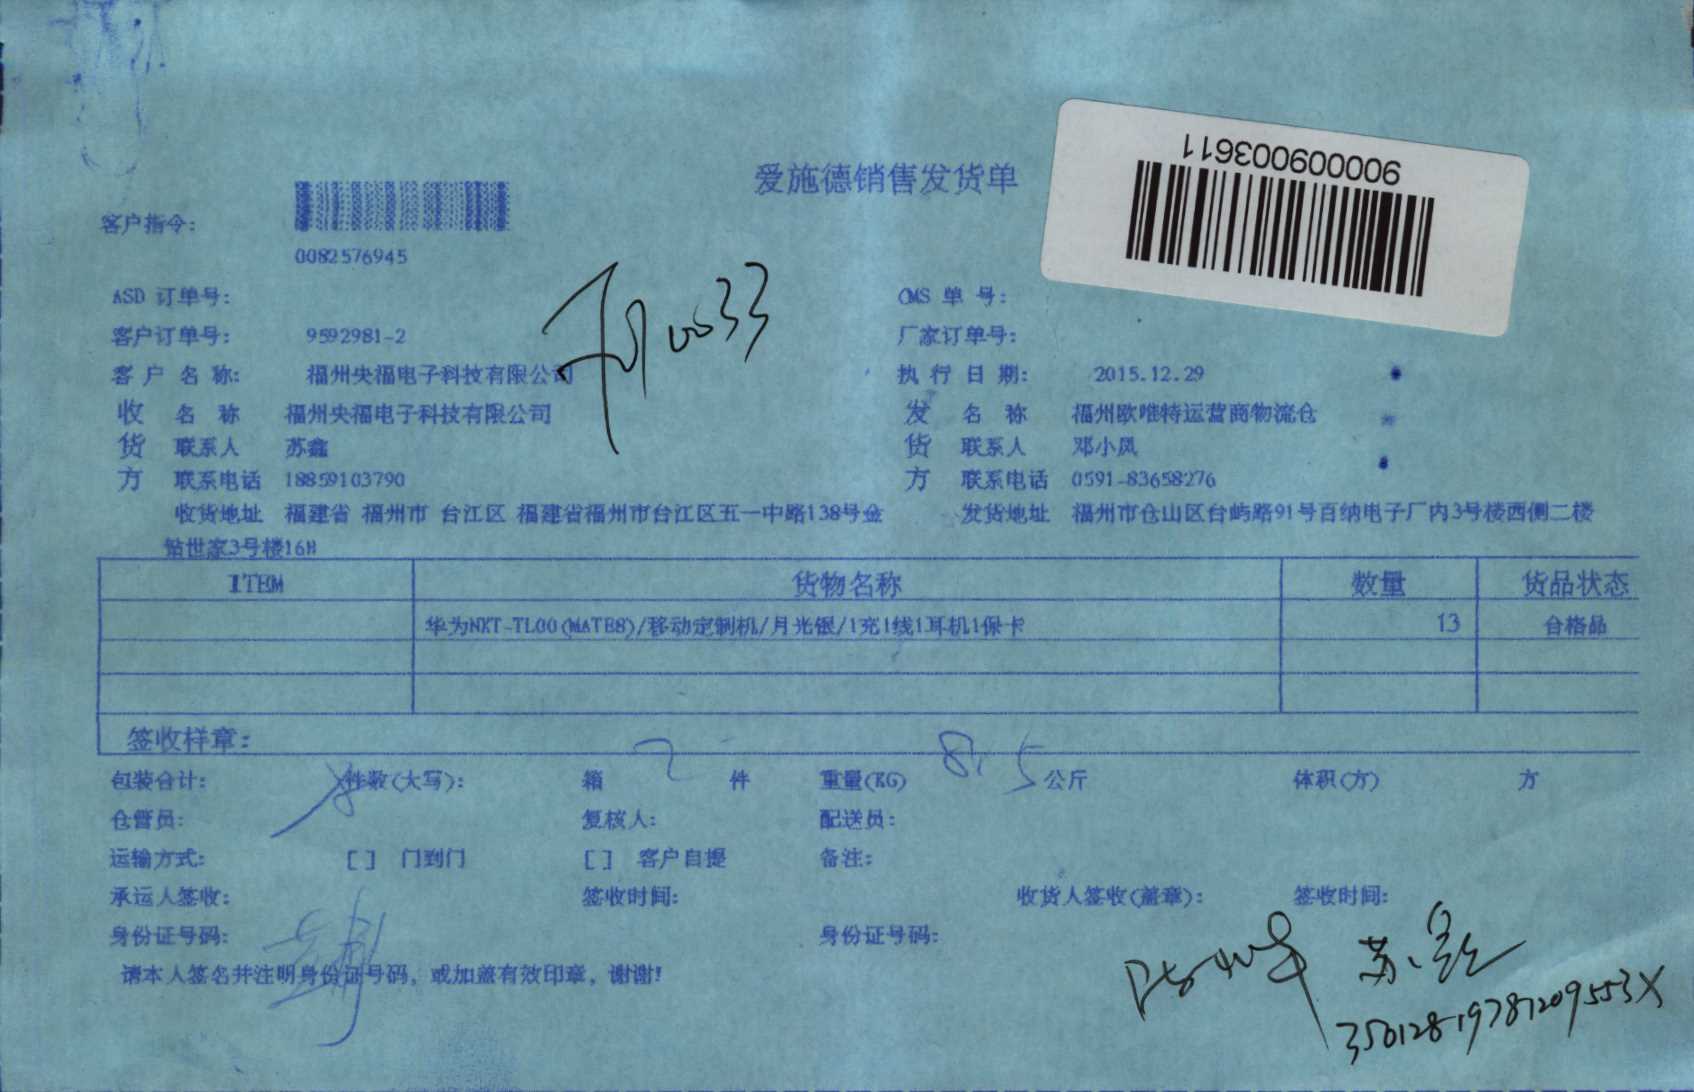 爱施德销售发货单
900009003611
客户指令:
0082576945
ASD 订单号: OMS 单 号:
客户订单号: 9592981-2 厂家订单号:
0033
客 户 名 称: 福州央福电子科技有限公司 执 行 日 期: 2015.12.29
收 名 称 福州央福电子科技有限公司 发 名 称 福州欧唯特运营商物流仓
货 联系人 苏鑫 货 联系人 邓小凤
方 联系电话 18859103790 方 联系电话 0591-83658276
收货地址 福建省 福州市 台江区 福建省福州市台江区五一中路138号金 发货地址 福州市仓山区台屿路91号百纳电子厂内3号楼西侧二楼
钻世家3号楼16H
ITEM 货物名称 数量 货品状态
华为NXT-TL00(MATE8)/移动定制机/月光银/1充1线1耳机1保卡 13 合格品
签收样章:
包装合计: 件数(大写): 箱 2 件 重量(KG) 8.5 公斤 体积(方) 方
仓管员: 复核人: 配送员:
运输方式: [ ] 门到门 [ ] 客户自提 备注:
承运人签收: 签收时间: 收货人签收(盖章): 签收时间:
身份证号码: 身份证号码:
请本人签名并注明身份证号码，或加盖有效印章，谢谢!
苏鑫
35012819781209553X